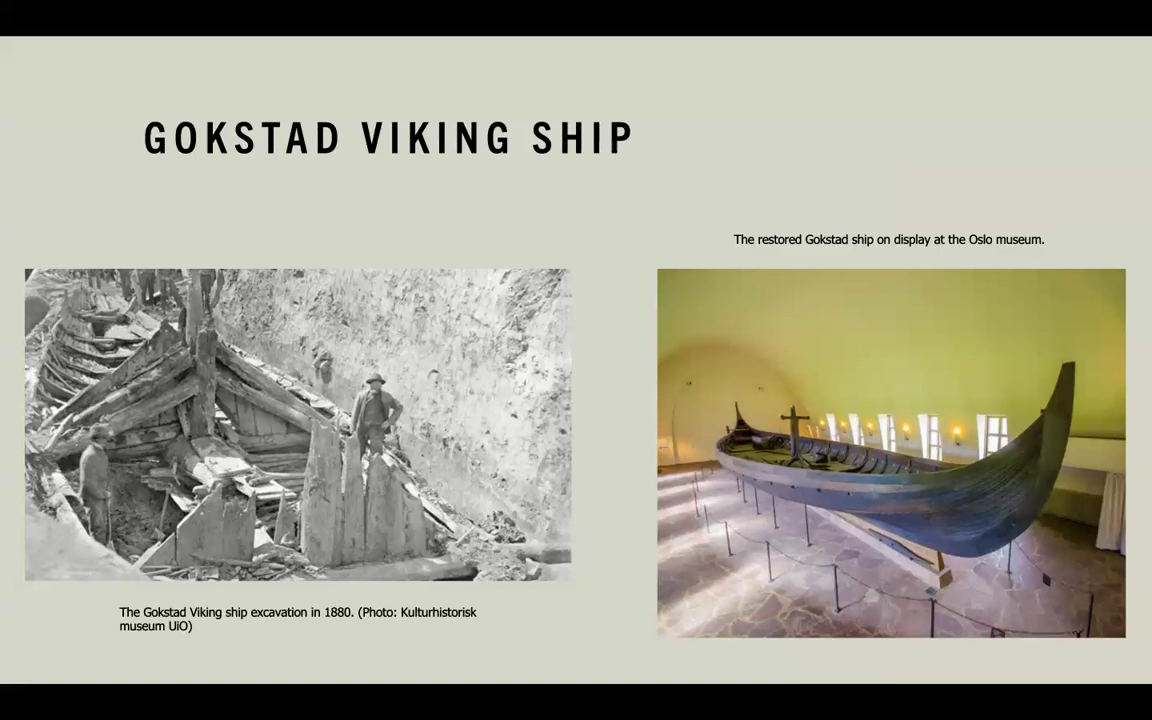 GOKSTAD VIKING SHIP
The restored Gokstad ship on display at the Oslo museum.
The Gokstad Viking ship excavation in 1880. (Photo: Kulturhistorisk
museum UiO)